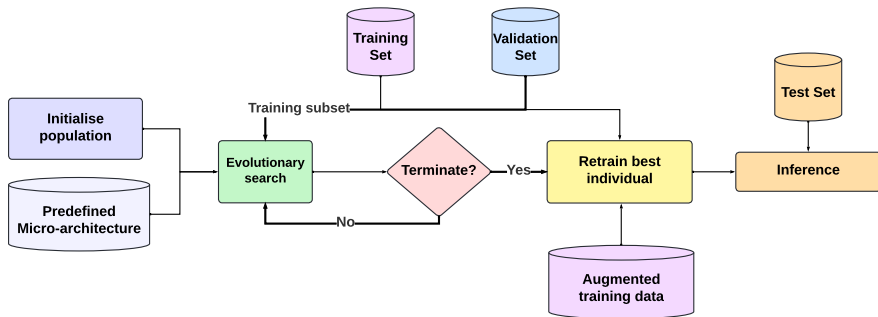 Training
Set
Validation
Set
Test Set
Training subset
Initialise
population
Evolutionary
search
Terminate?
Yes
Retrain best
individual
Inference
Predefined
Micro-architecture
No
Augmented
training data